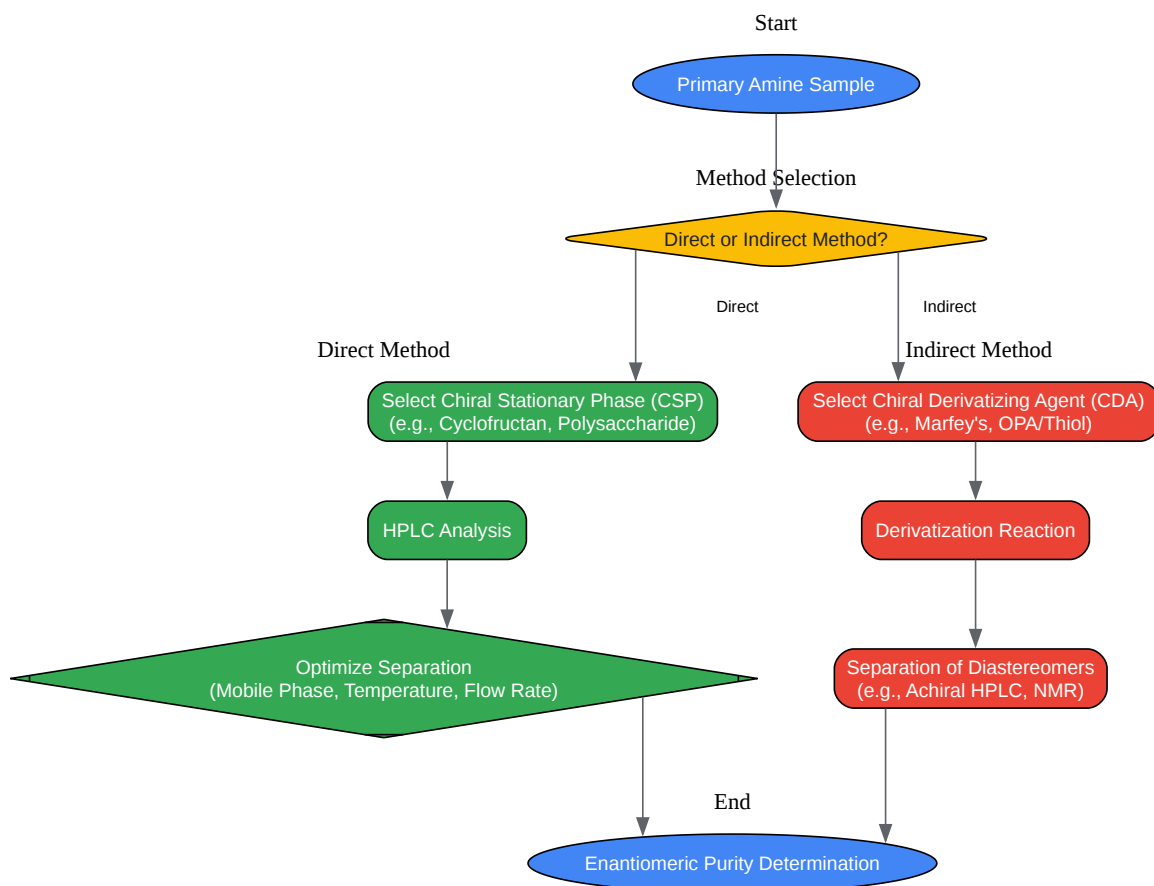 Start
Primary Amine Sample
Method Selection
Direct or Indirect Method?
Direct
Indirect
Direct Method
Indirect Method
Select Chiral Stationary Phase (CSP)
(e.g., Cyclofructan, Polysaccharide)
Select Chiral Derivatizing Agent (CDA)
(e.g., Marfey's, OPA/Thiol)
HPLC Analysis
Derivatization Reaction
Optimize Separation
(Mobile Phase, Temperature, Flow Rate)
Separation of Diastereomers
(e.g., Achiral HPLC, NMR)
End
Enantiomeric Purity Determination